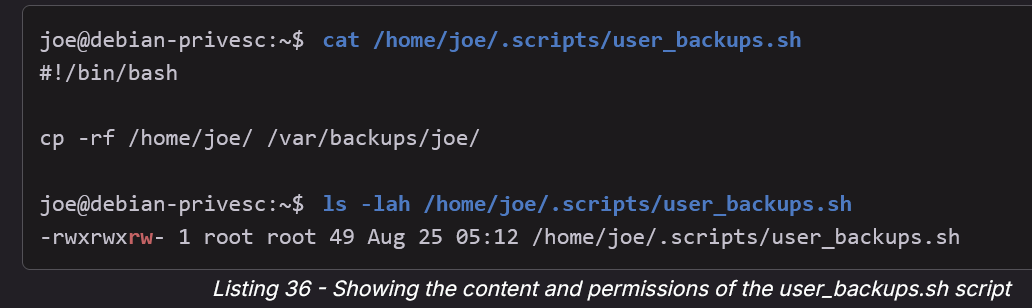 joe@debian-privesc:~$ cat /home/joe/.scripts/user_backups.sh
#!/bin/bash
cp -rf /home/joe/ /var/backups/joe/
joe@debian-privesc:~$ ls -lah /home/joe/.scripts/user_backups.sh
-rwxrwxrw- 1 root root 49 Aug 25 05:12 /home/joe/.scripts/user_backups.sh
Listing 36 - Showing the content and permissions of the user_backups.sh script